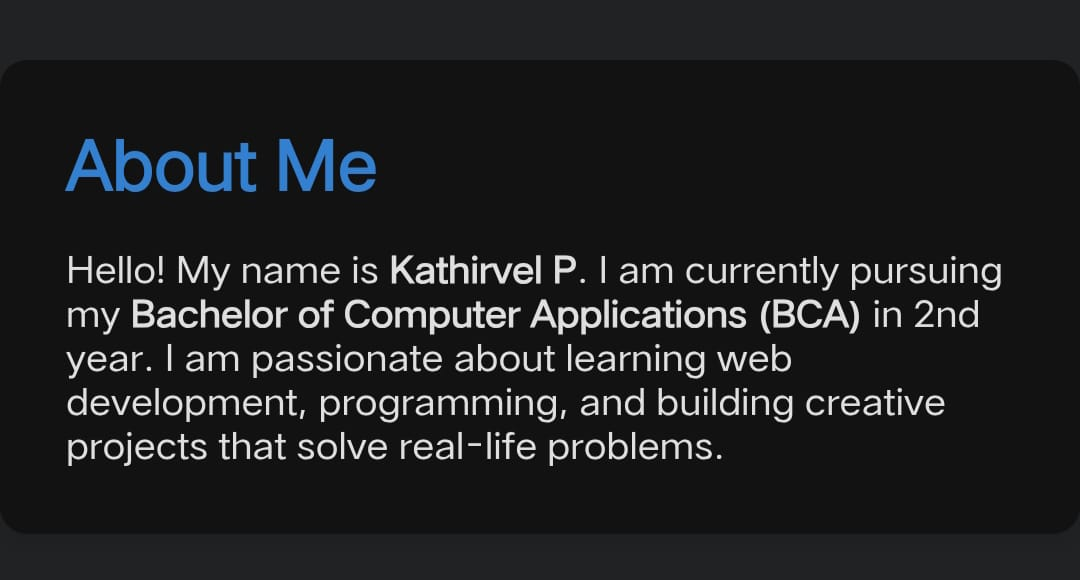 About Me
Hello! My name is Kathirvel P. I am currently pursuing
my Bachelor of Computer Applications (BCA) in 2nd
year. I am passionate about learning web
development, programming, and building creative
projects that solve real-life problems.